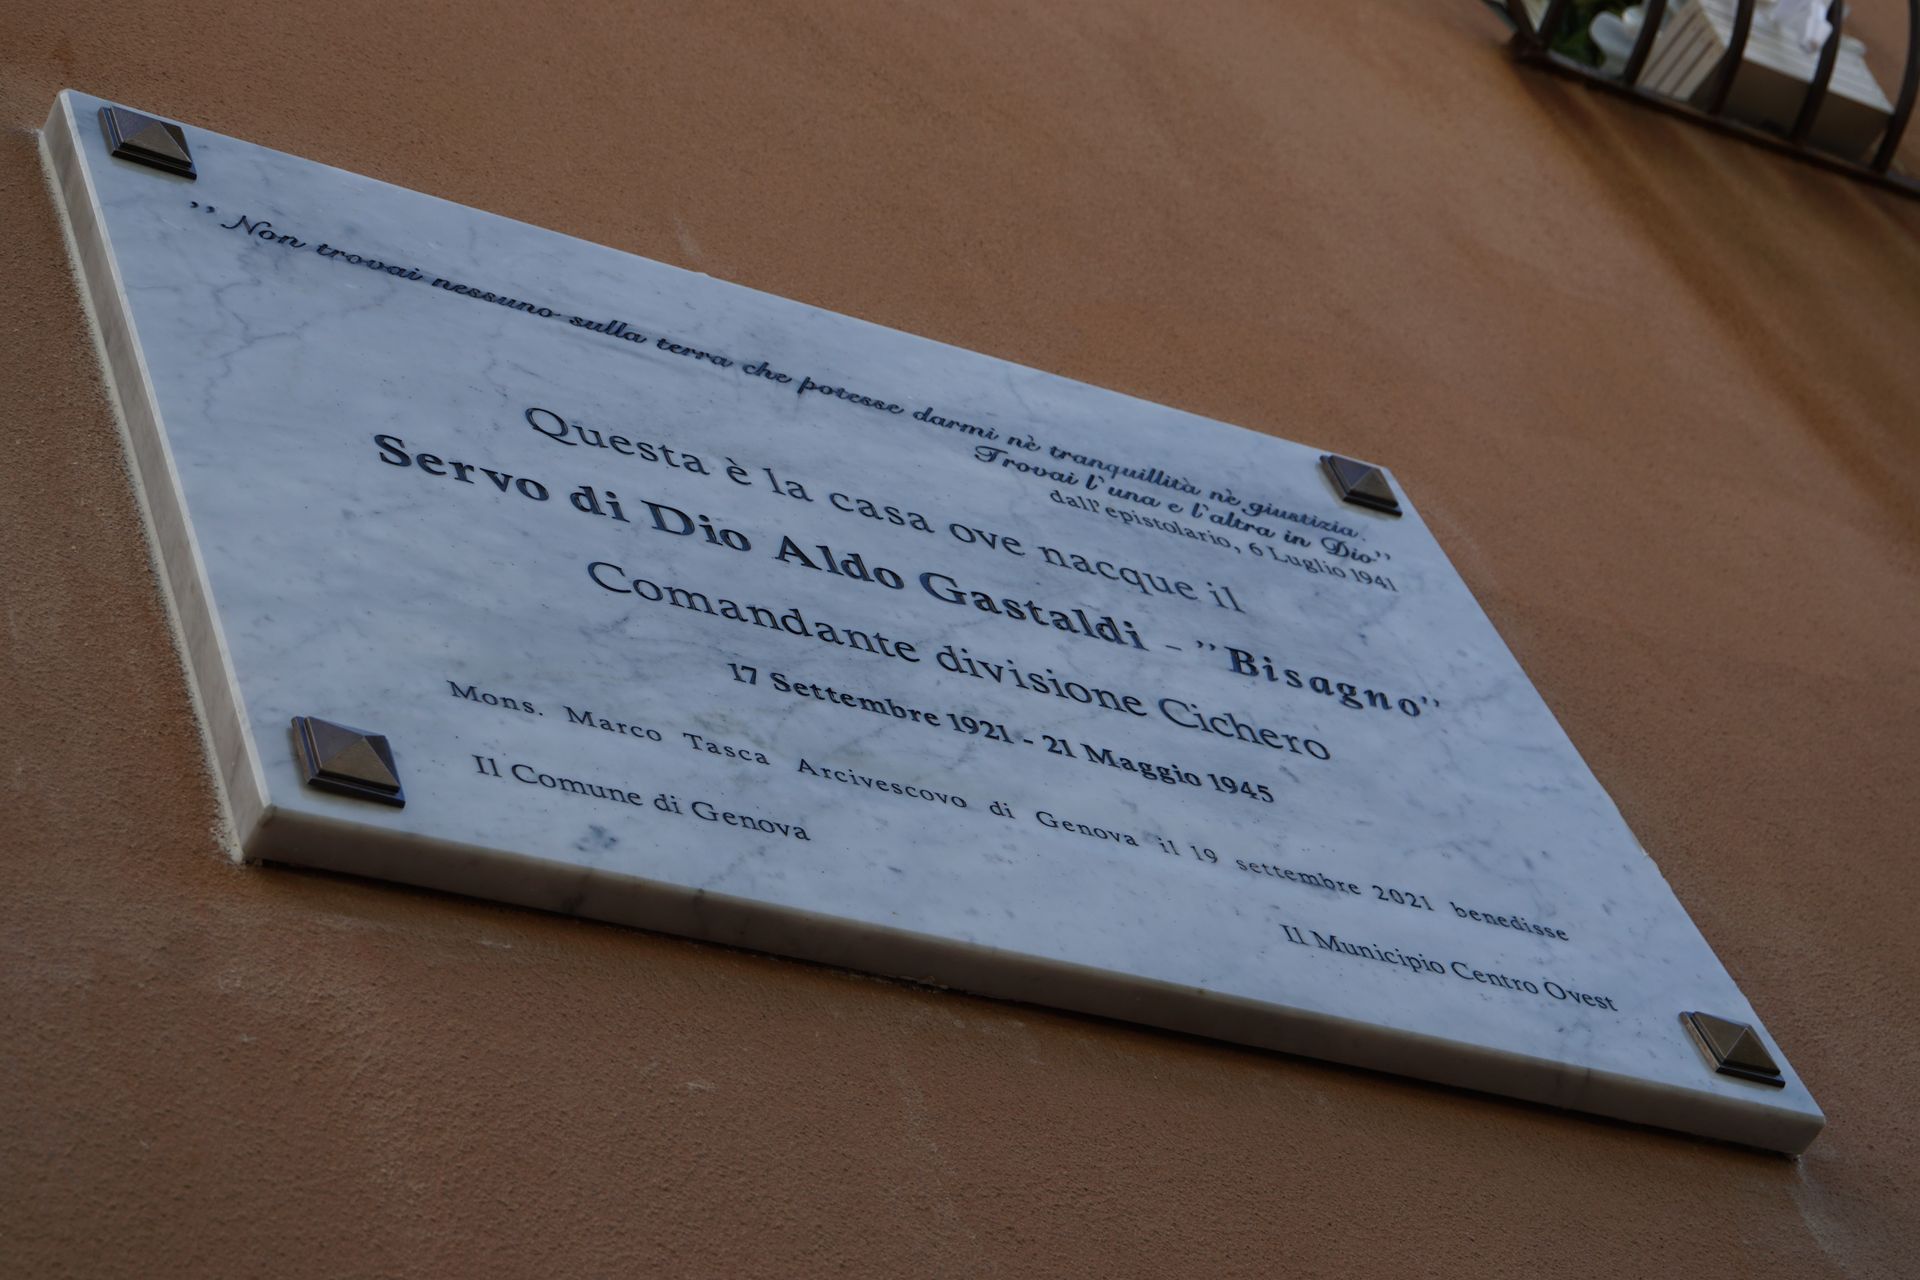 ”Non trovai nessuno sulla terra che potesse darmi nè tranquillità nè giustizia.
Trovai l'una e l'altra in Dio”
dall'epistolario, 6 Luglio 1941
Questa è la casa ove nacque il
Servo di Dio Aldo Gastaldi - ”Bisagno”
Comandante divisione Cichero
17 Settembre 1921 - 21 Maggio 1945
Mons. Marco Tasca Arcivescovo di Genova il 19 settembre 2021 benedisse
Il Comune di Genova
Il Municipio Centro Ovest